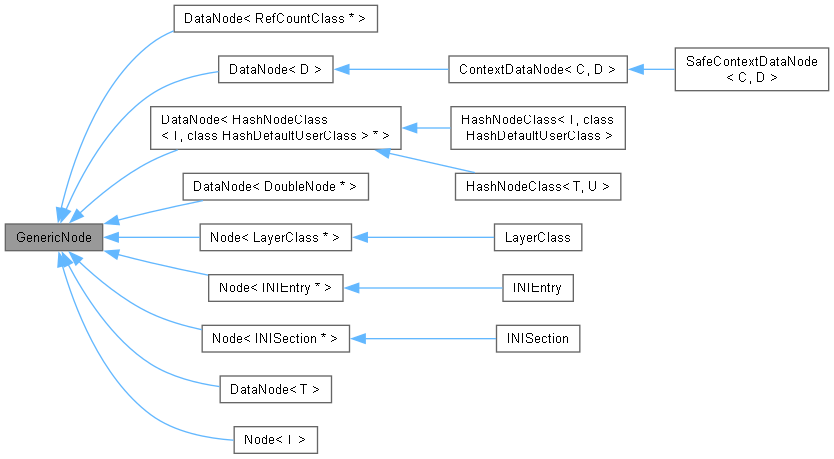 DataNode< RefCountClass * >
DataNode< D >
ContextDataNode< C, D >
SafeContextDataNode
< C, D >
DataNode< HashNodeClass
< I, class HashDefaultUserClass > * >
HashNodeClass< I, class
HashDefaultUserClass >
DataNode< DoubleNode * >
HashNodeClass< T, U >
GenericNode
Node< LayerClass * >
LayerClass
Node< INIEntry * >
INIEntry
Node< INISection * >
INISection
DataNode< T >
Node< I >